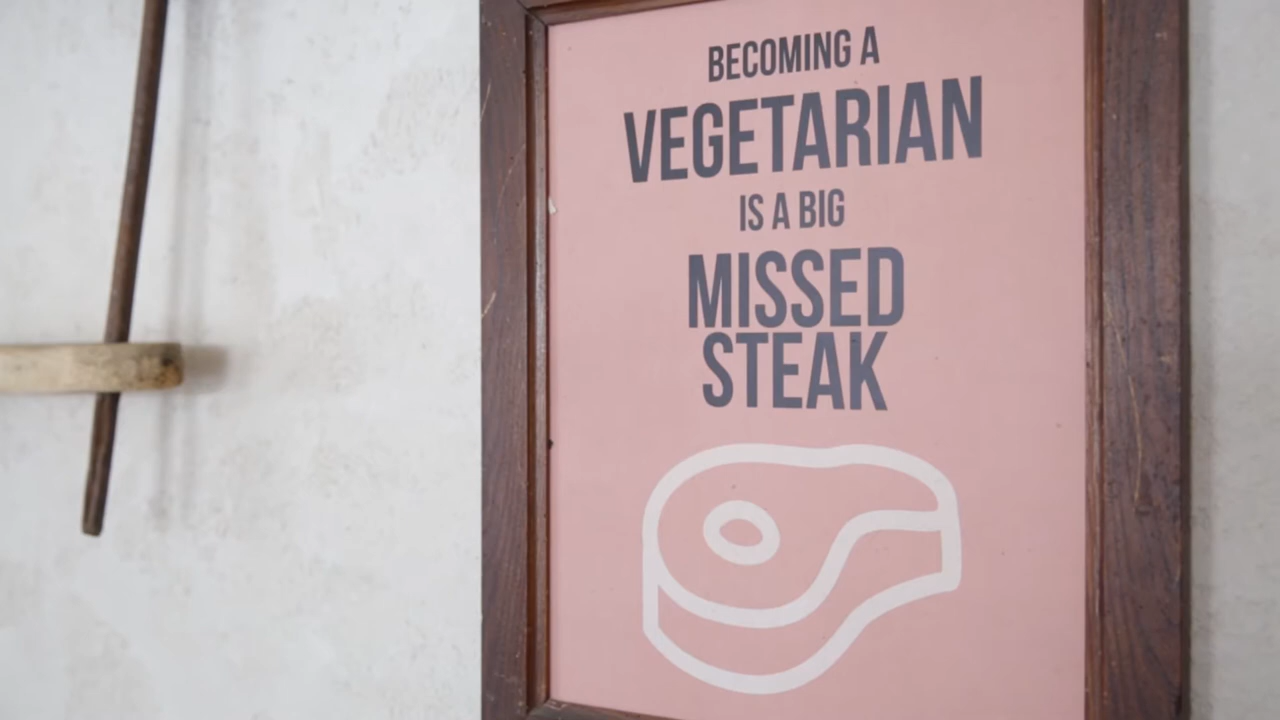 BECOMING A
VEGETARIAN
IS A BIG
MISSED
STEAK